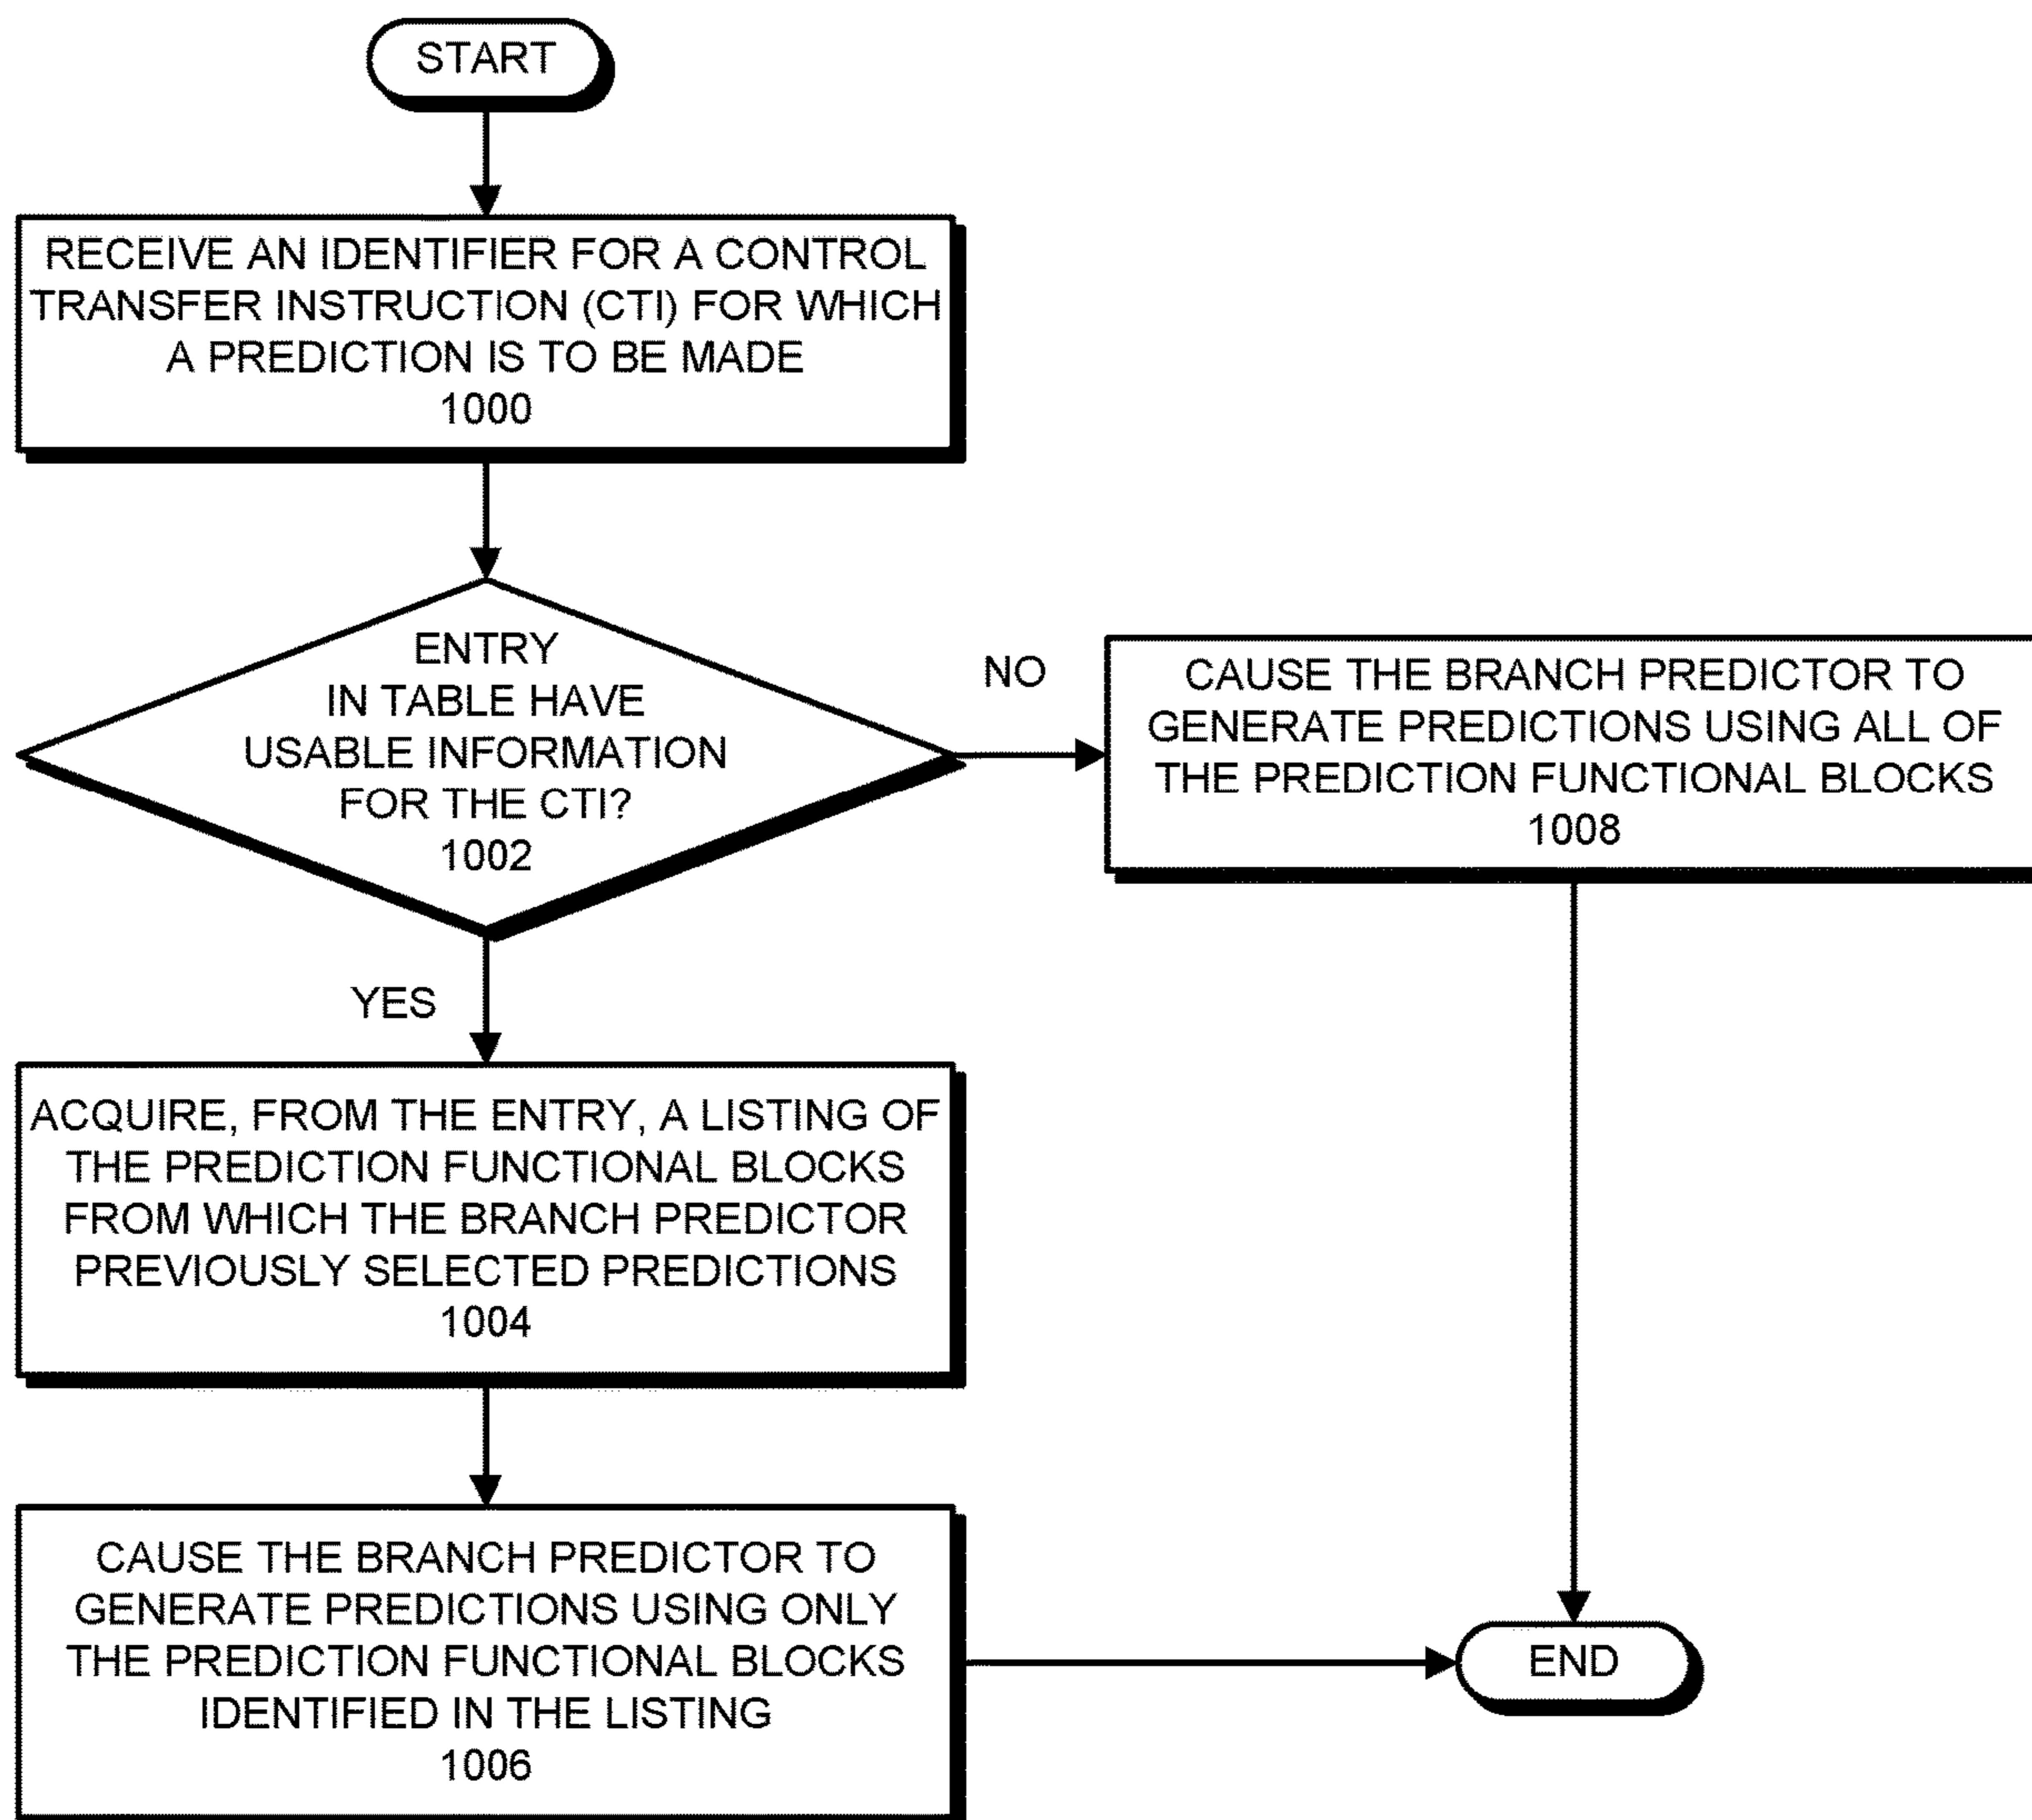 START
RECEIVE AN IDENTIFIER FOR A CONTROL
TRANSFER INSTRUCTION (CTI) FOR WHICH
A PREDICTION IS TO BE MADE
1000
ENTRY
IN TABLE HAVE
USABLE INFORMATION
FOR THE CTI?
1002
NO
CAUSE THE BRANCH PREDICTOR TO
GENERATE PREDICTIONS USING ALL OF
THE PREDICTION FUNCTIONAL BLOCKS
1008
YES
ACQUIRE, FROM THE ENTRY, A LISTING OF
THE PREDICTION FUNCTIONAL BLOCKS
FROM WHICH THE BRANCH PREDICTOR
PREVIOUSLY SELECTED PREDICTIONS
1004
CAUSE THE BRANCH PREDICTOR TO
GENERATE PREDICTIONS USING ONLY
THE PREDICTION FUNCTIONAL BLOCKS
IDENTIFIED IN THE LISTING
1006
END